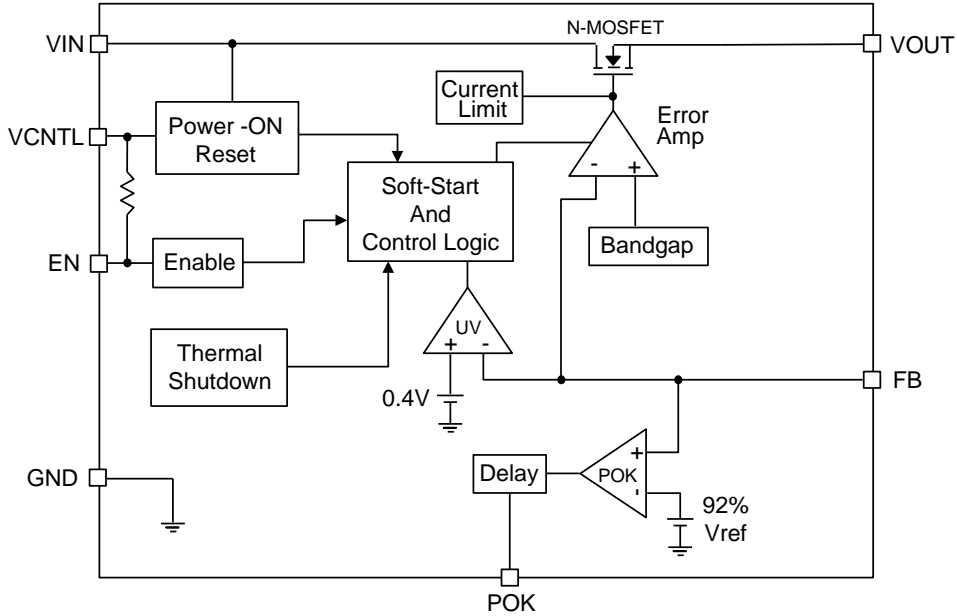 N-MOSFET
VIN
VOUT
Current
Limit
Error
Amp
VCNTL
Power -ON
Reset
- +
Soft-Start
And
Control Logic
Bandgap
EN
Enable
UV
+ -
Thermal
Shutdown
0.4V
FB
+
POK
-
Delay
GND
92%
Vref
POK